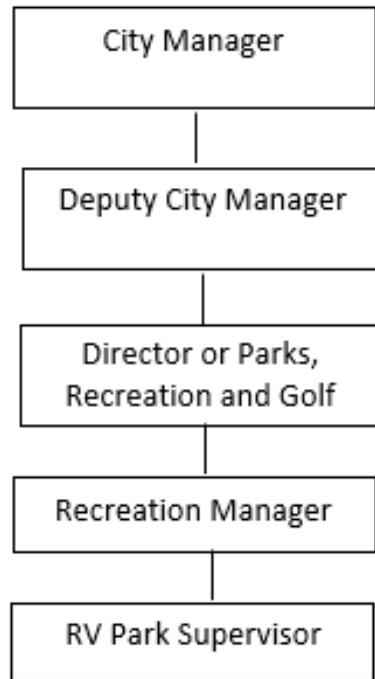 City Manager
Deputy City Manager
Director or Parks,
Recreation and Golf
Recreation Manager
RV Park Supervisor